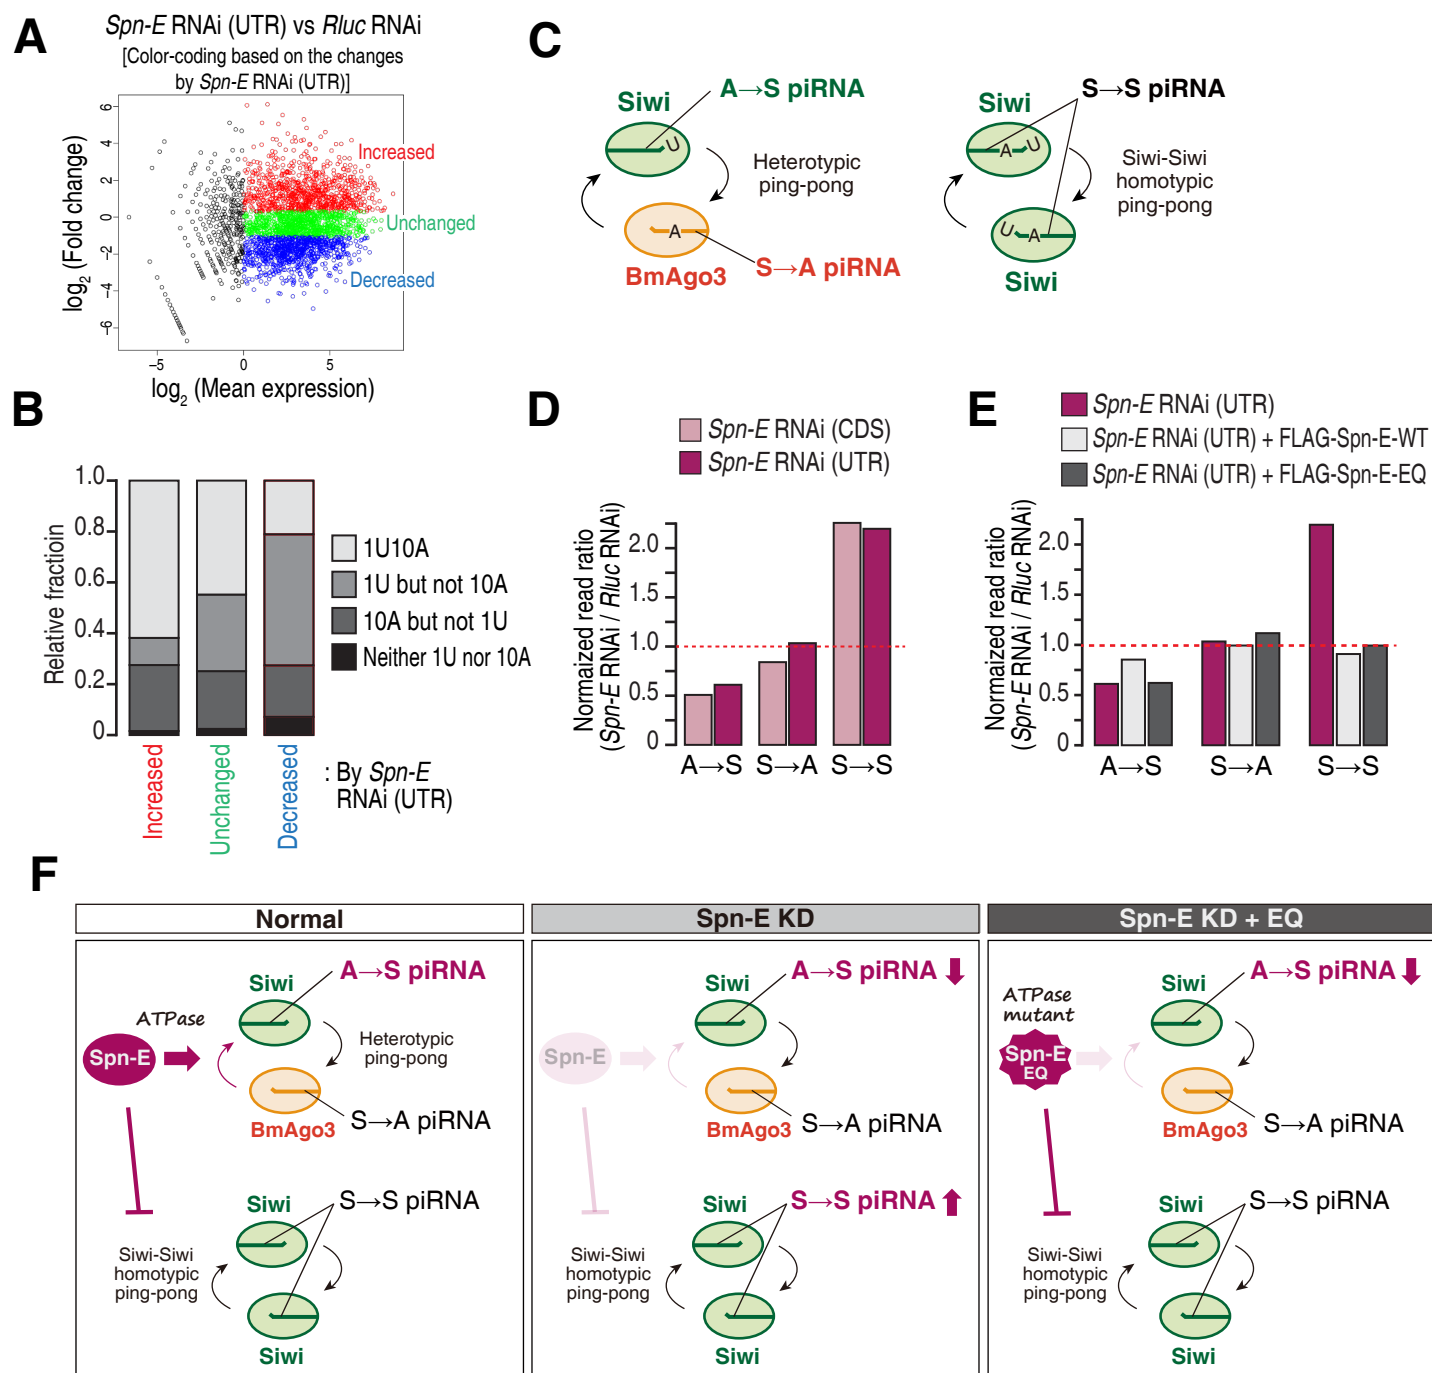 A
Spn-E RNAi (UTR) vs Rluc RNAi
[Color-coding based on the changes
by Spn-E RNAi (UTR)]
log2 (Fold change)
6
4
2
0
−2
−4
−6
Increased
Unchanged
Decreased
−5
0
5
log2 (Mean expression)
B
Relative fractioin
1.0
0.8
0.6
0.4
0.2
0
1U10A
1U but not 10A
10A but not 1U
Neither 1U nor 10A
Increased
Unchanged
Decreased
: By Spn-E
RNAi (UTR)
C
Siwi
A→S piRNA
U
Heterotypic
ping-pong
A
BmAgo3
S→A piRNA
Siwi
S→S piRNA
A
U
Siwi-Siwi
homotypic
ping-pong
U
A
Siwi
D
Spn-E RNAi (CDS)
Spn-E RNAi (UTR)
Normaized read ratio
(Spn-E RNAi / Rluc RNAi)
2.0
1.5
1.0
0.5
0
A→S
S→A
S→S
E
Spn-E RNAi (UTR)
Spn-E RNAi (UTR) + FLAG-Spn-E-WT
Spn-E RNAi (UTR) + FLAG-Spn-E-EQ
Normalized read ratio
(Spn-E RNAi / Rluc RNAi)
2.0
1.5
1.0
0.5
0
A→S
S→A
S→S
F
Normal
Siwi
A→S piRNA
ATPase
Spn-E
Heterotypic
ping-pong
BmAgo3
S→A piRNA
Siwi
S→S piRNA
Siwi-Siwi
homotypic
ping-pong
Siwi
Spn-E KD
Siwi
A→S piRNA
Spn-E
BmAgo3
S→A piRNA
Siwi
S→S piRNA
Siwi-Siwi
homotypic
ping-pong
Siwi
Spn-E KD + EQ
Siwi
A→S piRNA
ATPase
mutant
Spn-E
EQ
BmAgo3
S→A piRNA
Siwi
S→S piRNA
Siwi-Siwi
homotypic
ping-pong
Siwi